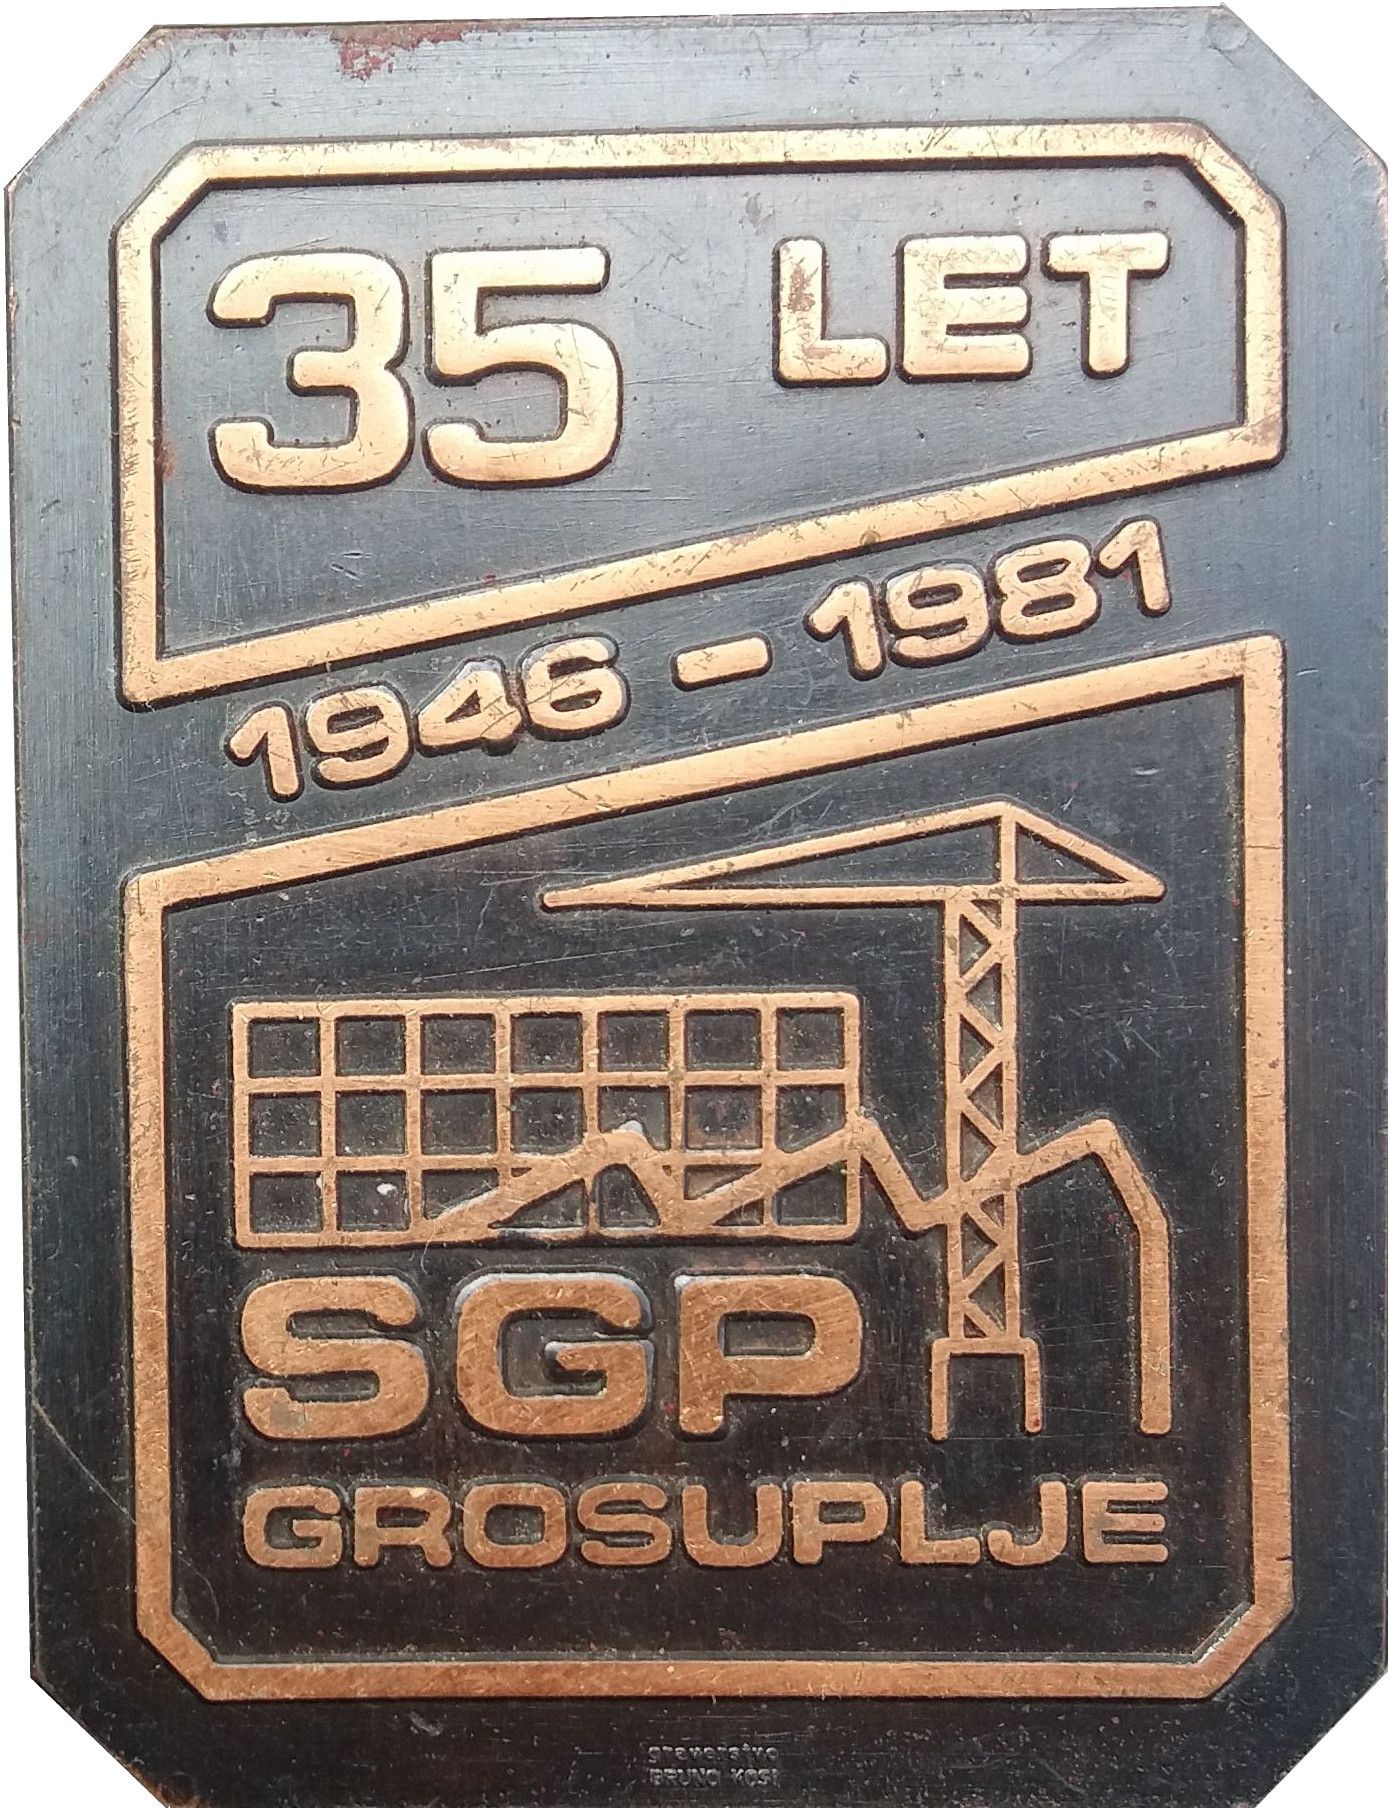 35 LET
1946 - 1981
SGP
GROSUPLJE
graverstvo
BRUNO KOSI